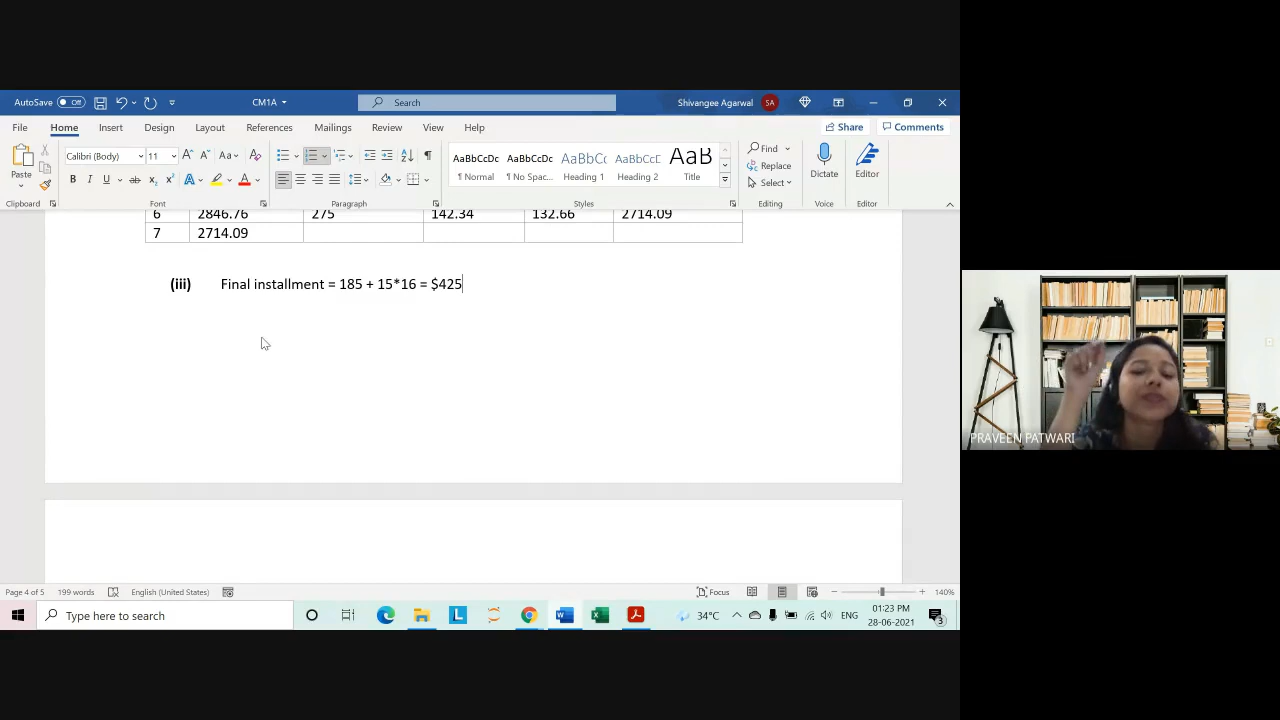 AutoSave Off CM1A Search Shivangee Agarwal SA
File Home Insert Design Layout References Mailings Review View Help Share Comments
Paste Calibri (Body) 11 Aa AaBbCcDc AaBbCcDc AaBbCc AaBbCcD AaB Find Replace Select Dictate Editor
¶ Normal ¶ No Spac... Heading 1 Heading 2 Title
Clipboard Font Paragraph Styles Editing Voice Editor
6 2846.76 275 142.34 132.66 2714.09
7 2714.09
(iii) Final installment = 185 + 15*16 = $425
PRAVEEN PATWARI
Page 4 of 5 199 words English (United States) Focus 140%
Type here to search 34°C ENG 01:23 PM
28-06-2021 3